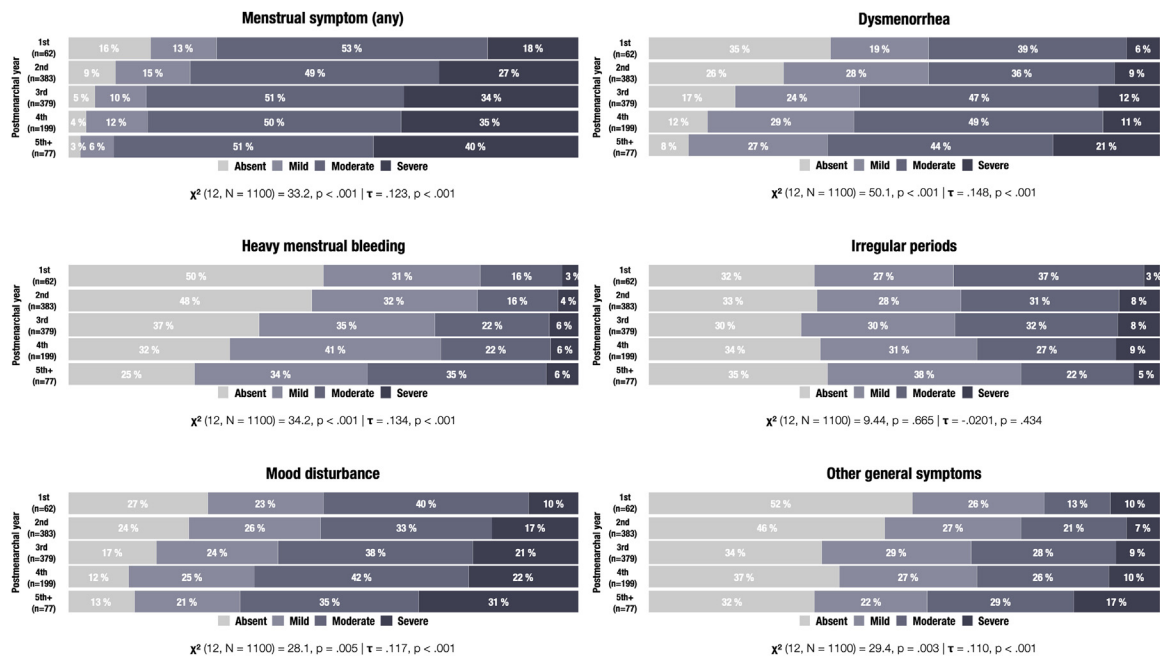 Menstrual symptom (any)
Postmenarchal year
1st
(n=62)
16 % 13 % 53 % 18 %
2nd
(n=383)
9 % 15 % 49 % 27 %
3rd
(n=379)
5 % 10 % 51 % 34 %
4th
(n=199)
4 % 12 % 50 % 35 %
5th+
(n=77)
3 % 6 % 51 % 40 %
Absent Mild Moderate Severe
χ² (12, N = 1100) = 33.2, p < .001 | τ = .123, p < .001
Dysmenorrhea
Postmenarchal year
1st
(n=62)
35 % 19 % 39 % 6 %
2nd
(n=383)
26 % 28 % 36 % 9 %
3rd
(n=379)
17 % 24 % 47 % 12 %
4th
(n=199)
12 % 29 % 49 % 11 %
5th+
(n=77)
8 % 27 % 44 % 21 %
Absent Mild Moderate Severe
χ² (12, N = 1100) = 50.1, p < .001 | τ = .148, p < .001
Heavy menstrual bleeding
Postmenarchal year
1st
(n=62)
50 % 31 % 16 % 3 %
2nd
(n=383)
48 % 32 % 16 % 4 %
3rd
(n=379)
37 % 35 % 22 % 6 %
4th
(n=199)
32 % 41 % 22 % 6 %
5th+
(n=77)
25 % 34 % 35 % 6 %
Absent Mild Moderate Severe
χ² (12, N = 1100) = 34.2, p < .001 | τ = .134, p < .001
Irregular periods
Postmenarchal year
1st
(n=62)
32 % 27 % 37 % 3 %
2nd
(n=383)
33 % 28 % 31 % 8 %
3rd
(n=379)
30 % 30 % 32 % 8 %
4th
(n=199)
34 % 31 % 27 % 9 %
5th+
(n=77)
35 % 38 % 22 % 5 %
Absent Mild Moderate Severe
χ² (12, N = 1100) = 9.44, p = .665 | τ = -.0201, p = .434
Mood disturbance
Postmenarchal year
1st
(n=62)
27 % 23 % 40 % 10 %
2nd
(n=383)
24 % 26 % 33 % 17 %
3rd
(n=379)
17 % 24 % 38 % 21 %
4th
(n=199)
12 % 25 % 42 % 22 %
5th+
(n=77)
13 % 21 % 35 % 31 %
Absent Mild Moderate Severe
χ² (12, N = 1100) = 28.1, p = .005 | τ = .117, p < .001
Other general symptoms
Postmenarchal year
1st
(n=62)
52 % 26 % 13 % 10 %
2nd
(n=383)
46 % 27 % 21 % 7 %
3rd
(n=379)
34 % 29 % 28 % 9 %
4th
(n=199)
37 % 27 % 26 % 10 %
5th+
(n=77)
32 % 22 % 29 % 17 %
Absent Mild Moderate Severe
χ² (12, N = 1100) = 29.4, p = .003 | τ = .110, p < .001